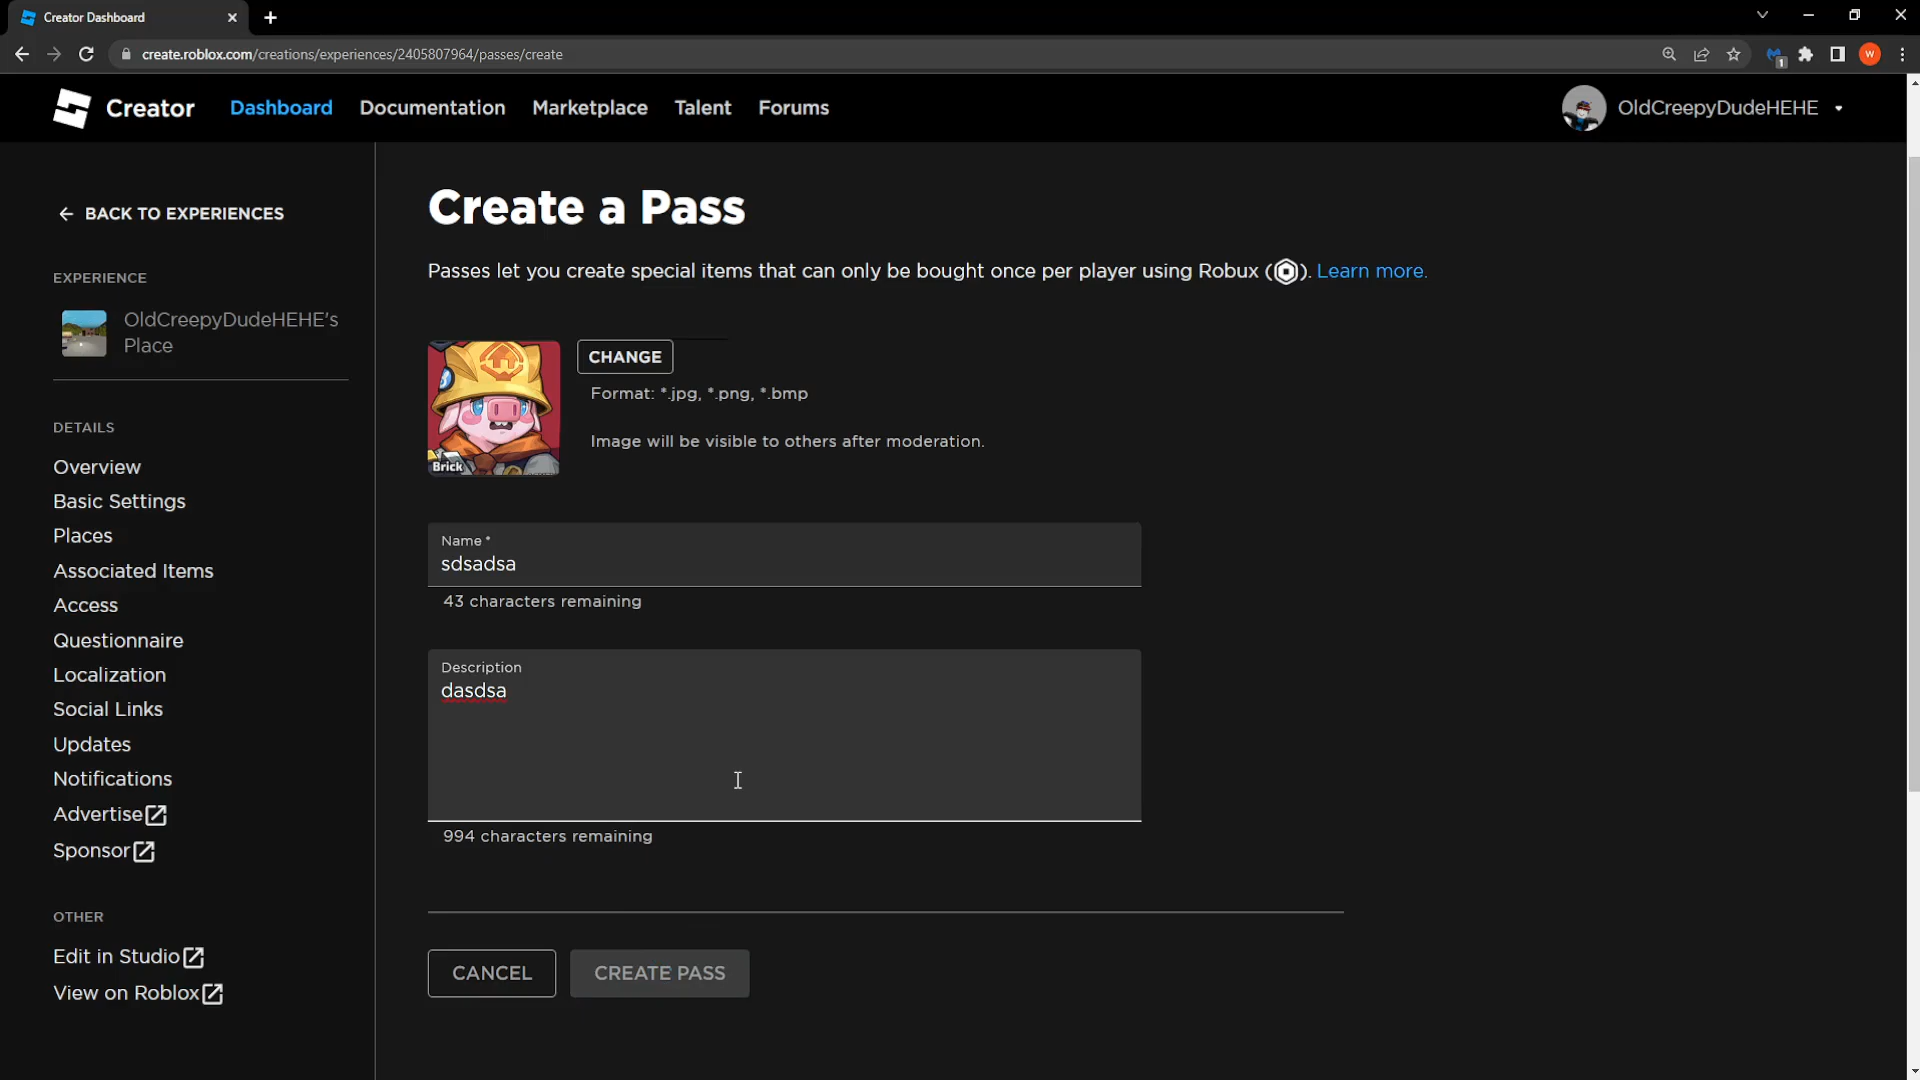 Creator Dashboard
create.roblox.com/creations/experiences/2405807964/passes/create
1
W
Creator
Dashboard
Documentation
Marketplace
Talent
Forums
OldCreepyDudeHEHE
BACK TO EXPERIENCES
EXPERIENCE
OldCreepyDudeHEHE's
Place
DETAILS
Overview
Basic Settings
Places
Associated Items
Access
Questionnaire
Localization
Social Links
Updates
Notifications
Advertise
Sponsor
OTHER
Edit in Studio
View on Roblox
Create a Pass
Passes let you create special items that can only be bought once per player using Robux (). Learn more.
Brick
CHANGE
Format: *.jpg, *.png, *.bmp
Image will be visible to others after moderation.
Name *
sdsadsa
43 characters remaining
Description
dasdsa
994 characters remaining
CANCEL
CREATE PASS